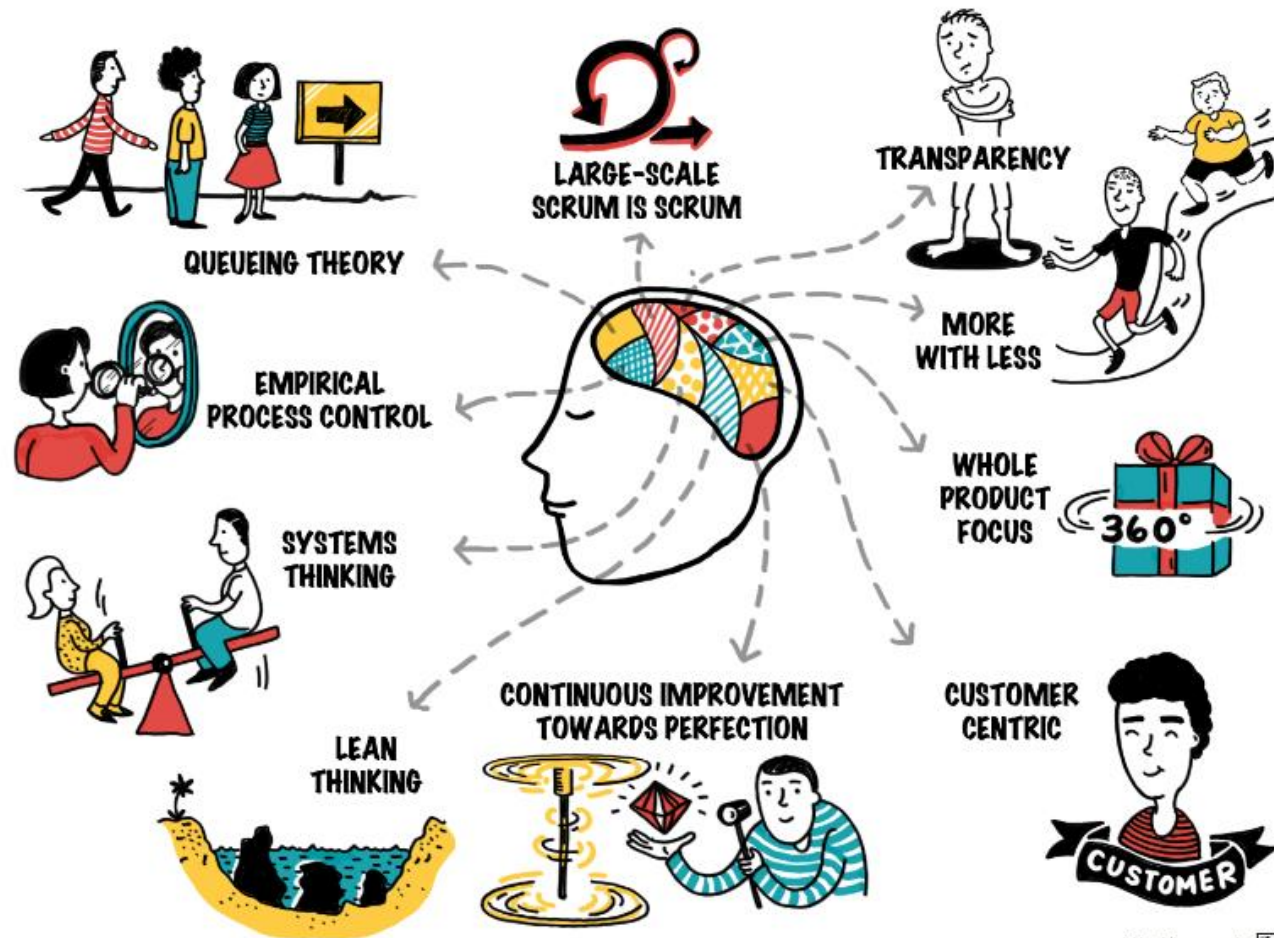 LARGE-SCALE
SCRUM IS SCRUM
TRANSPARENCY
QUEUEING THEORY
MORE
WITH LESS
EMPIRICAL
PROCESS CONTROL
WHOLE
PRODUCT
FOCUS
360°
SYSTEMS
THINKING
CONTINUOUS IMPROVEMENT
TOWARDS PERFECTION
CUSTOMER
CENTRIC
LEAN
THINKING
CUSTOMER